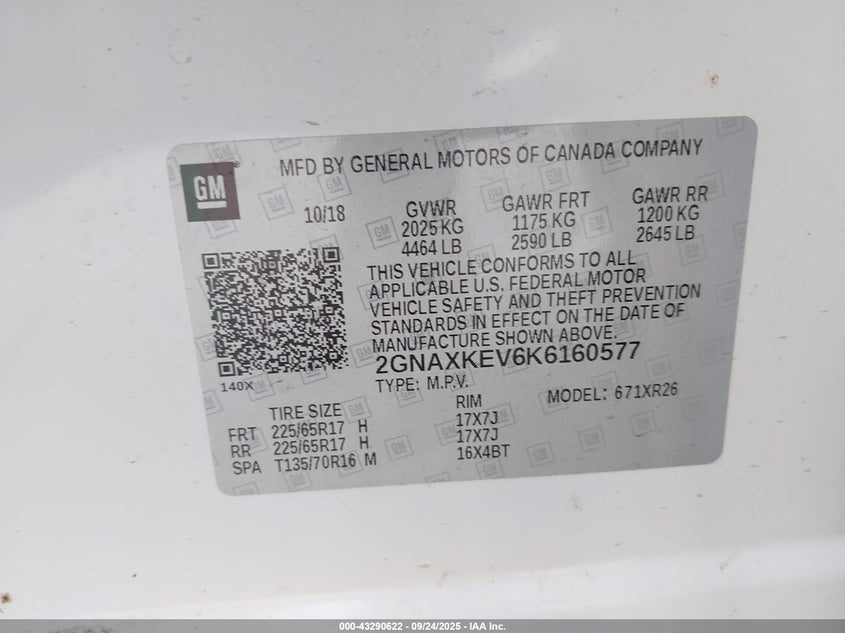 GM
MFD BY GENERAL MOTORS OF CANADA COMPANY
10/18
GVWR
2025 KG
4464 LB
GAWR FRT
1175 KG
2590 LB
GAWR RR
1200 KG
2645 LB
THIS VEHICLE CONFORMS TO ALL
APPLICABLE U.S. FEDERAL MOTOR
VEHICLE SAFETY AND THEFT PREVENTION
STANDARDS IN EFFECT ON THE DATE OF
MANUFACTURE SHOWN ABOVE.
2GNAXKEV6K6160577
140X
TYPE: M.P.V.
MODEL: 671XR26
TIRE SIZE RIM
FRT 225/65R17 H 17X7J
RR 225/65R17 H 17X7J
SPA T135/70R16 M 16X4BT
000-43290622 - 09/24/2025 - IAA Inc.